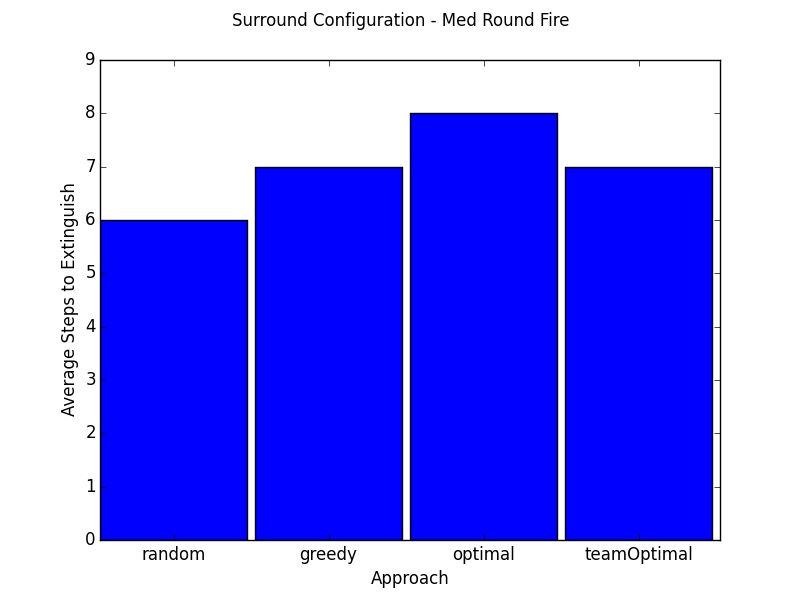 Surround Configuration - Med Round Fire
9
8
7
6
5
4
3
2
1
0
Average Steps to Extinguish
random greedy optimal teamOptimal
Approach